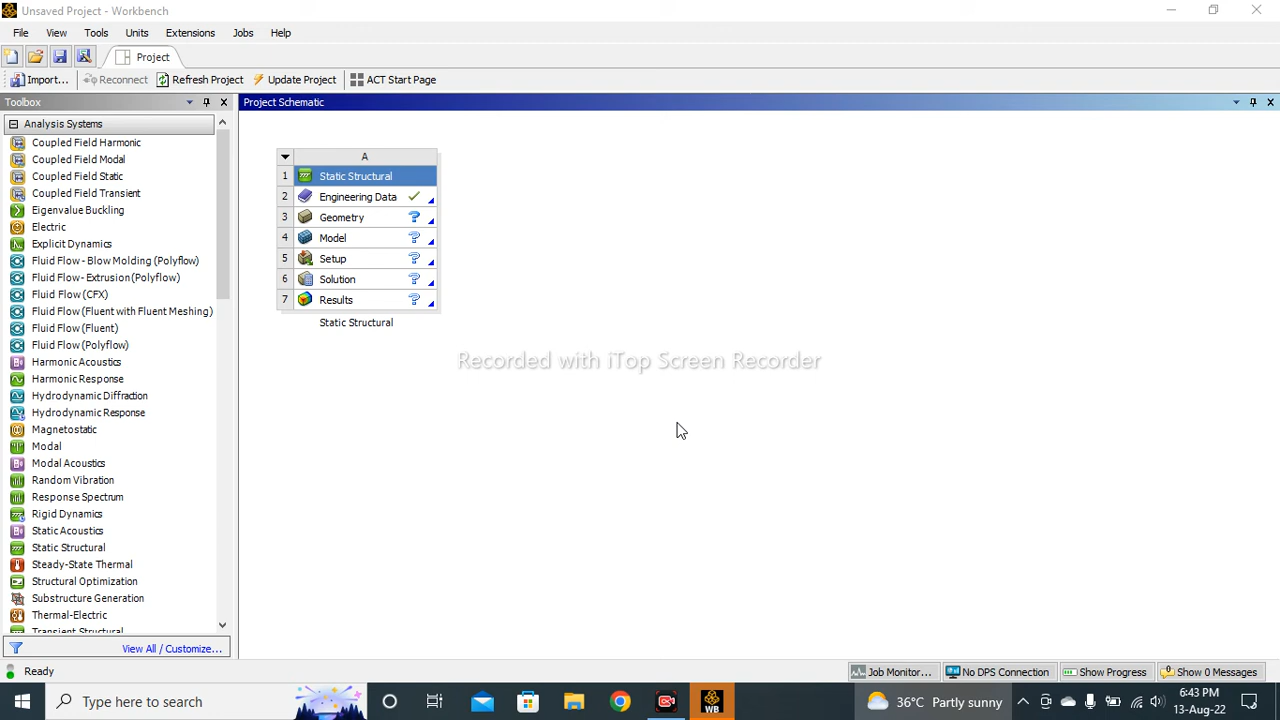 Unsaved Project - Workbench
File View Tools Units Extensions Jobs Help
Project
Import... Reconnect Refresh Project Update Project ACT Start Page
Toolbox
Project Schematic
Analysis Systems
Coupled Field Harmonic
Coupled Field Modal
Coupled Field Static
Coupled Field Transient
Eigenvalue Buckling
Electric
Explicit Dynamics
Fluid Flow - Blow Molding (Polyflow)
Fluid Flow - Extrusion (Polyflow)
Fluid Flow (CFX)
Fluid Flow (Fluent with Fluent Meshing)
Fluid Flow (Fluent)
Fluid Flow (Polyflow)
Harmonic Acoustics
Harmonic Response
Hydrodynamic Diffraction
Hydrodynamic Response
Magnetostatic
Modal
Modal Acoustics
Random Vibration
Response Spectrum
Rigid Dynamics
Static Acoustics
Static Structural
Steady-State Thermal
Structural Optimization
Substructure Generation
Thermal-Electric
Transient Structural
View All / Customize...
A
1 Static Structural
2 Engineering Data
3 Geometry ?
4 Model ?
5 Setup ?
6 Solution ?
7 Results ?
Static Structural
Recorded with iTop Screen Recorder
Ready
Job Monitor... No DPS Connection Show Progress Show 0 Messages
Type here to search
WB
36°C Partly sunny
6:43 PM
13-Aug-22